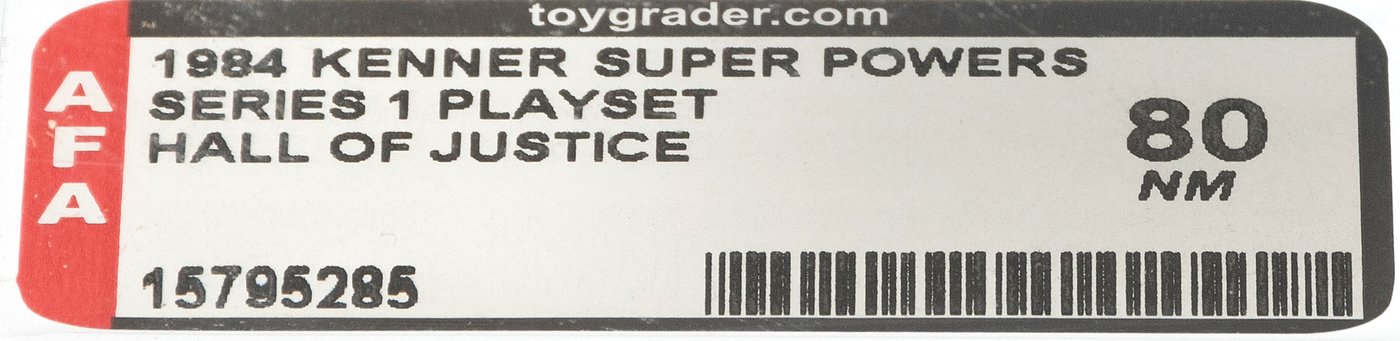 toygrader.com
AFA
1984 KENNER SUPER POWERS
SERIES 1 PLAYSET
HALL OF JUSTICE
80
NM
15795285